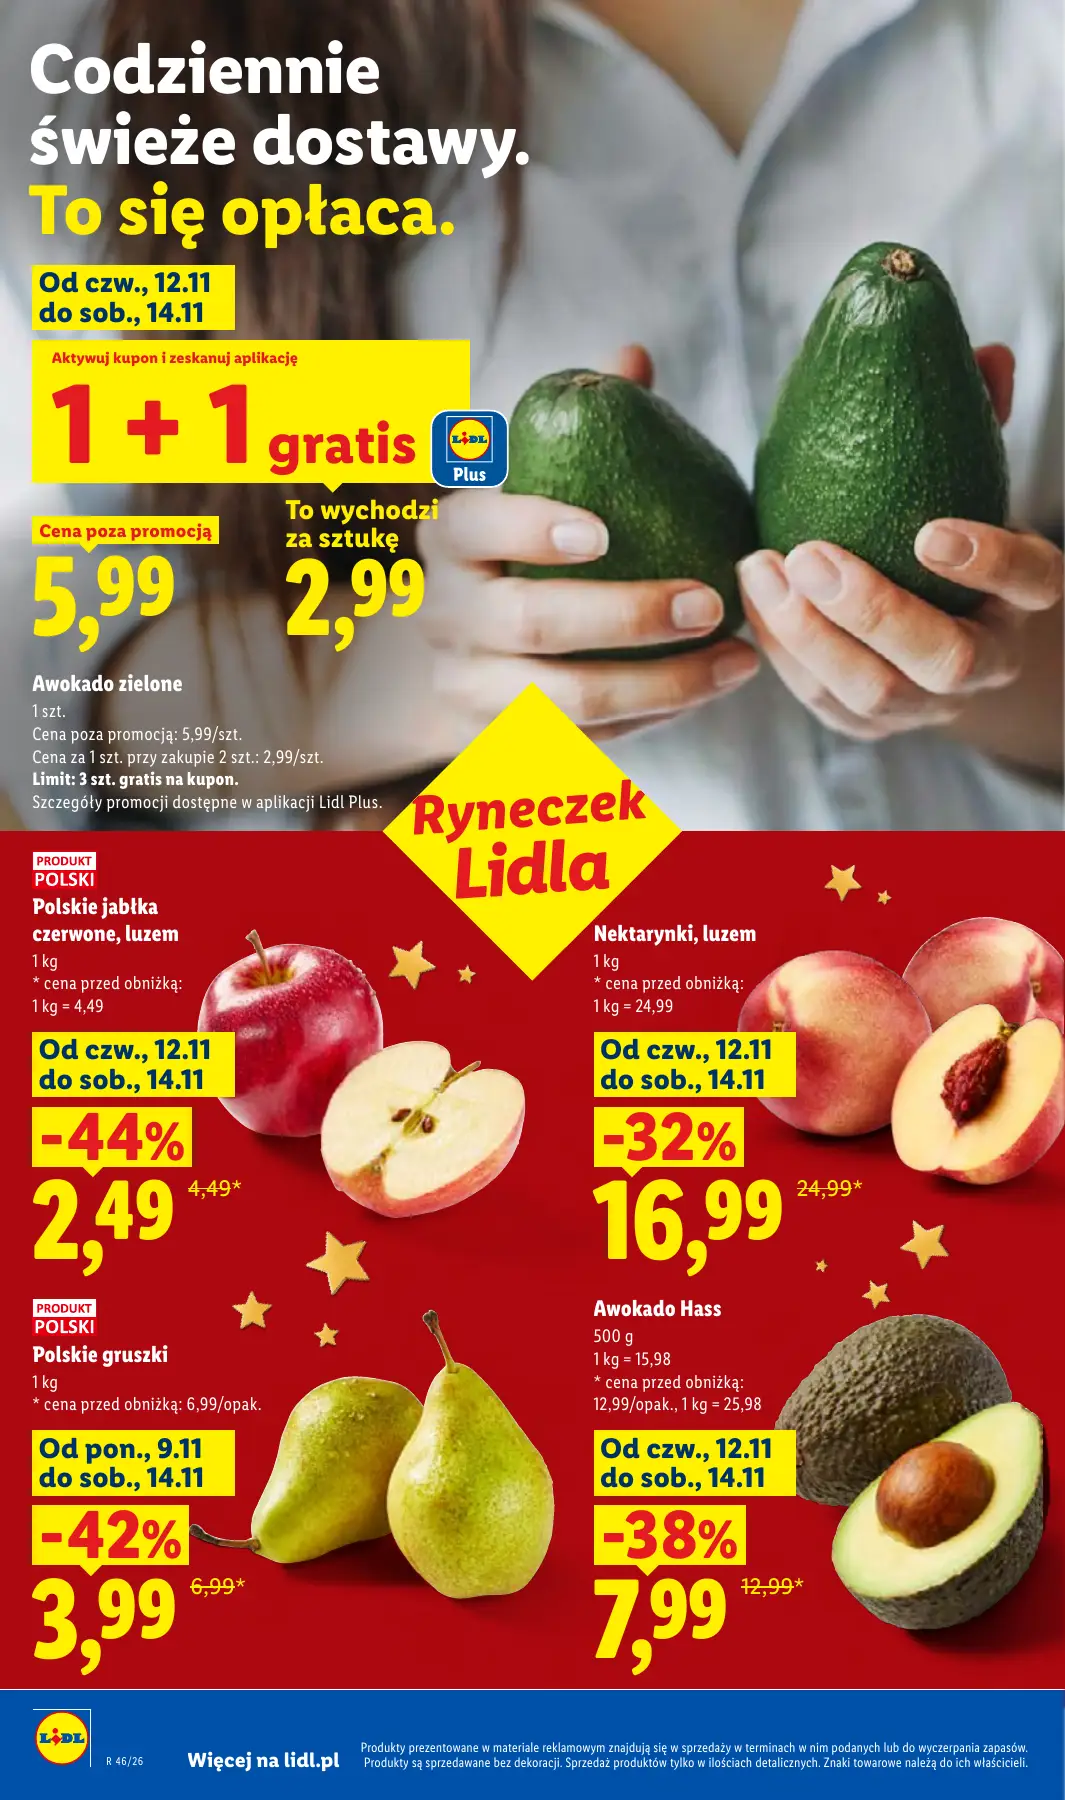 Codziennie
świeże dostawy.
To się opłaca.
Od czw., 12.11
do sob., 14.11
Aktywuj kupon i zeskanuj aplikację
1 + 1 gratis
LIDL
Plus
Cena poza promocją
5,99
To wychodzi
za sztukę
2,99
Awokado zielone
1 szt.
Cena poza promocją: 5,99/szt.
Cena za 1 szt. przy zakupie 2 szt.: 2,99/szt.
Limit: 3 szt. gratis na kupon.
Szczegóły promocji dostępne w aplikacji Lidl Plus.
Ryneczek
Lidla
PRODUKT
POLSKI
Polskie jabłka
czerwone, luzem
1 kg
* cena przed obniżką:
1 kg = 4,49
Od czw., 12.11
do sob., 14.11
-44%
2,49
4,49*
Nektarynki, luzem
1 kg
* cena przed obniżką:
1 kg = 24,99
Od czw., 12.11
do sob., 14.11
-32%
16,99
24,99*
PRODUKT
POLSKI
Polskie gruszki
1 kg
* cena przed obniżką: 6,99/opak.
Od pon., 9.11
do sob., 14.11
-42%
3,99
6,99*
Awokado Hass
500 g
1 kg = 15,98
* cena przed obniżką:
12,99/opak., 1 kg = 25,98
Od czw., 12.11
do sob., 14.11
-38%
7,99
12,99*
LIDL
R 46/26
Więcej na lidl.pl
Produkty prezentowane w materiale reklamowym znajdują się w sprzedaży w terminach w nim podanych lub do wyczerpania zapasów.
Produkty są sprzedawane bez dekoracji. Sprzedaż produktów tylko w ilościach detalicznych. Znaki towarowe należą do ich właścicieli.